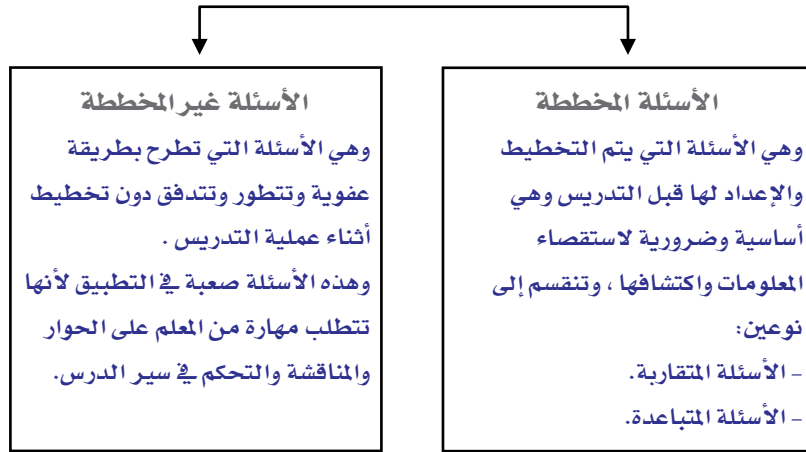 الأسئلة المخططة
وهي الأسئلة التي يتم التخطيط
والإعداد لها قبل التدريس وهي
أساسية وضرورية لاستقصاء
المعلومات واكتشافها ، وتنقسم إلى
نوعين:
- الأسئلة المتقاربة.
- الأسئلة المتباعدة.
الأسئلة غير المخططة
وهي الأسئلة التي تطرح بطريقة
عفوية وتتطور وتتدفق دون تخطيط
أثناء عملية التدريس .
وهذه الأسئلة صعبة في التطبيق لأنها
تتطلب مهارة من المعلم على الحوار
والمناقشة والتحكم في سير الدرس.